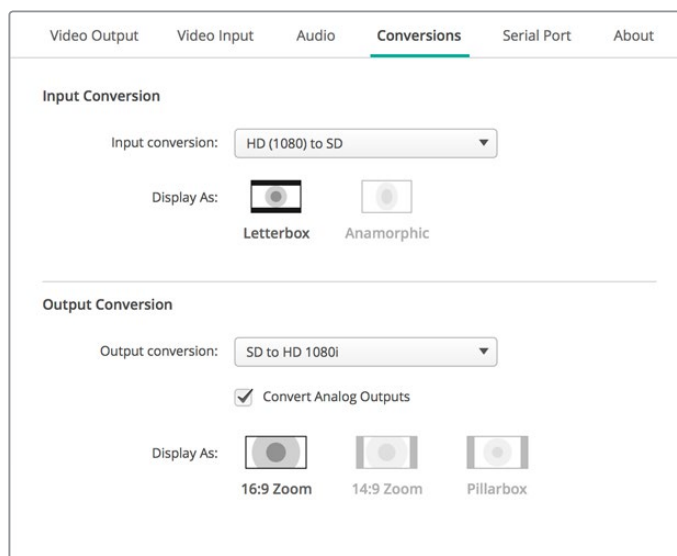 Video Output Video Input Audio Conversions Serial Port About
Input Conversion
Input conversion: HD (1080) to SD
Display As:
Letterbox Anamorphic
Output Conversion
Output conversion: SD to HD 1080i
Convert Analog Outputs
Display As:
16:9 Zoom 14:9 Zoom Pillarbox